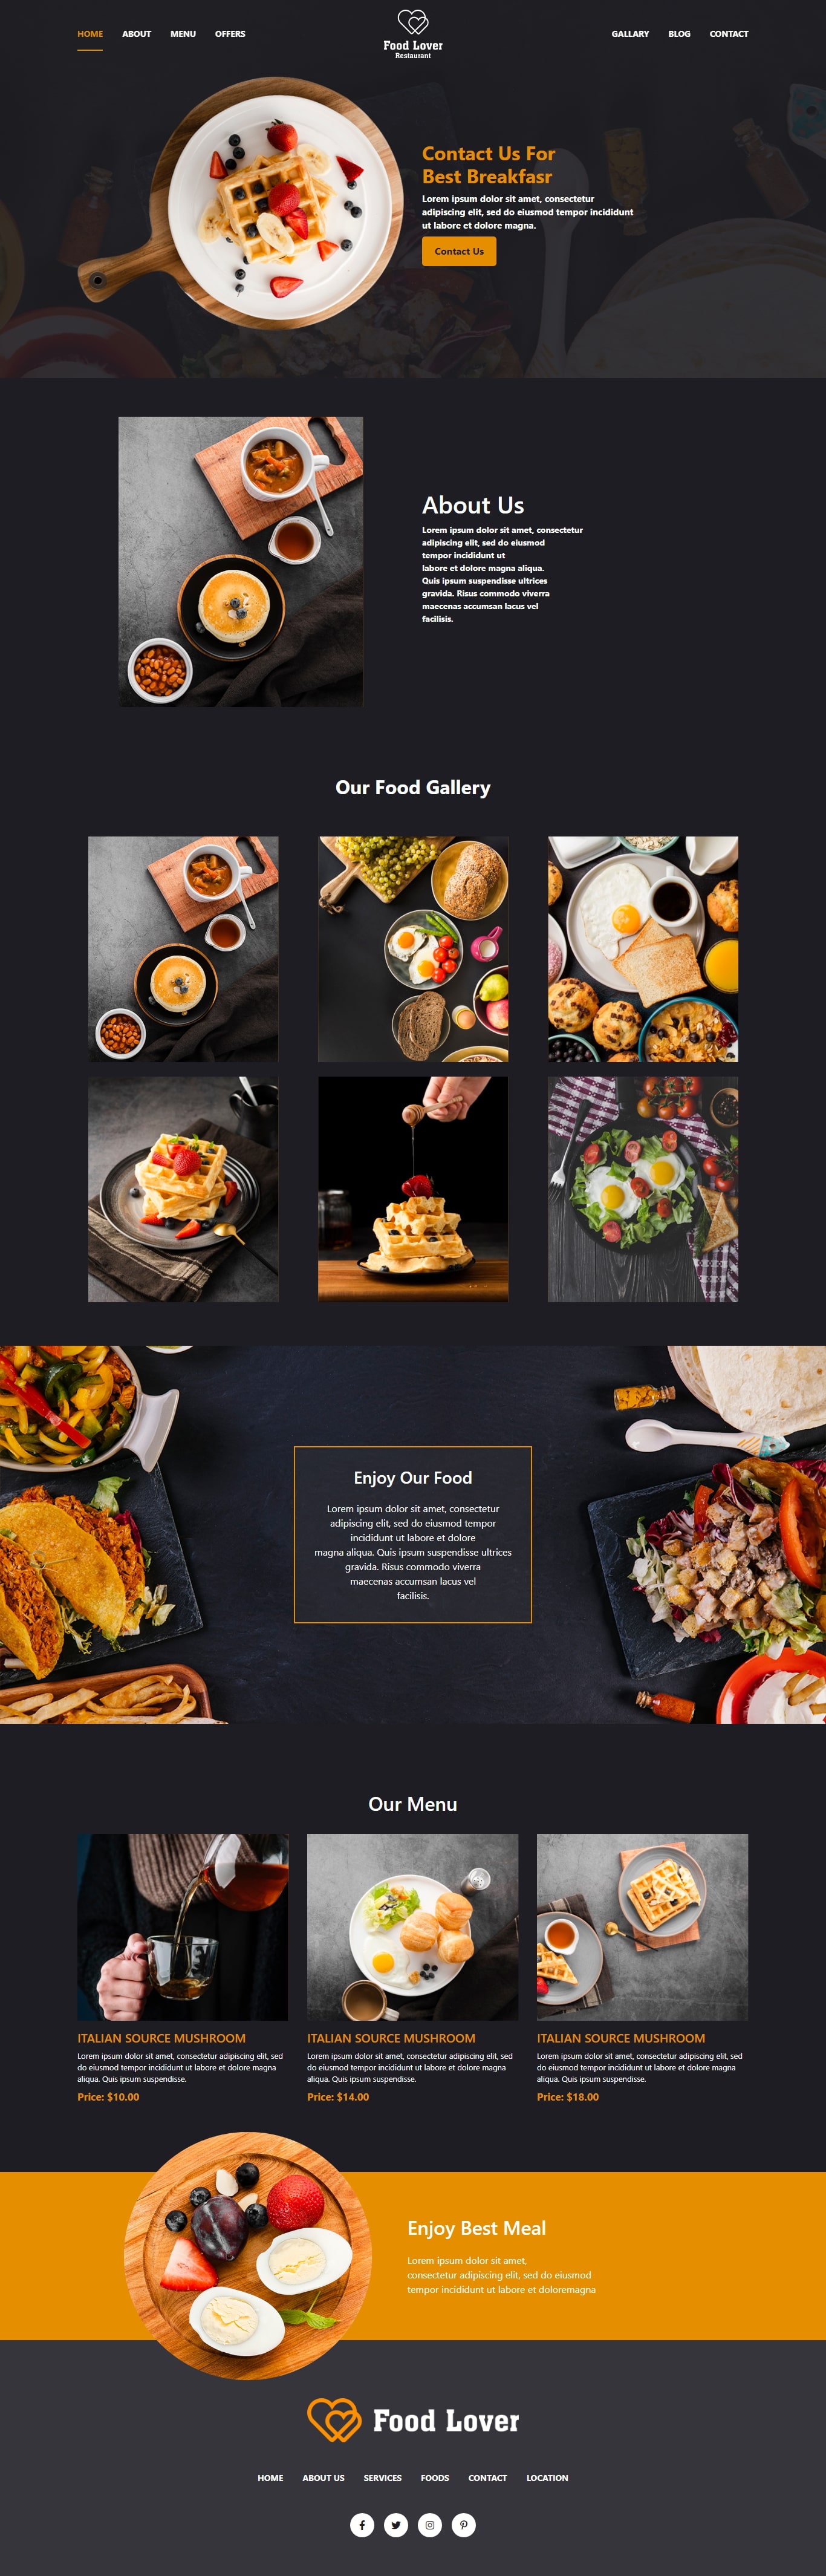 HOME ABOUT MENU OFFERS
Food Lover
Restaurant
GALLARY BLOG CONTACT
Contact Us For
Best Breakfasr
Lorem ipsum dolor sit amet, consectetur
adipiscing elit, sed do eiusmod tempor incididunt
ut labore et dolore magna.
Contact Us
About Us
Lorem ipsum dolor sit amet, consectetur
adipiscing elit, sed do eiusmod
tempor incididunt ut
labore et dolore magna aliqua.
Quis ipsum suspendisse ultrices
gravida. Risus commodo viverra
maecenas accumsan lacus vel
facilisis.
Our Food Gallery
Enjoy Our Food
Lorem ipsum dolor sit amet, consectetur
adipiscing elit, sed do eiusmod tempor
incididunt ut labore et dolore
magna aliqua. Quis ipsum suspendisse ultrices
gravida. Risus commodo viverra
maecenas accumsan lacus vel
facilisis.
Our Menu
ITALIAN SOURCE MUSHROOM
Lorem ipsum dolor sit amet, consectetur adipiscing elit, sed
do eiusmod tempor incididunt ut labore et dolore magna
aliqua. Quis ipsum suspendisse.
Price: $10.00
ITALIAN SOURCE MUSHROOM
Lorem ipsum dolor sit amet, consectetur adipiscing elit, sed
do eiusmod tempor incididunt ut labore et dolore magna
aliqua. Quis ipsum suspendisse.
Price: $14.00
ITALIAN SOURCE MUSHROOM
Lorem ipsum dolor sit amet, consectetur adipiscing elit, sed
do eiusmod tempor incididunt ut labore et dolore magna
aliqua. Quis ipsum suspendisse.
Price: $18.00
Enjoy Best Meal
Lorem ipsum dolor sit amet,
consectetur adipiscing elit, sed do eiusmod
tempor incididunt ut labore et doloremagna
Food Lover
HOME ABOUT US SERVICES FOODS CONTACT LOCATION